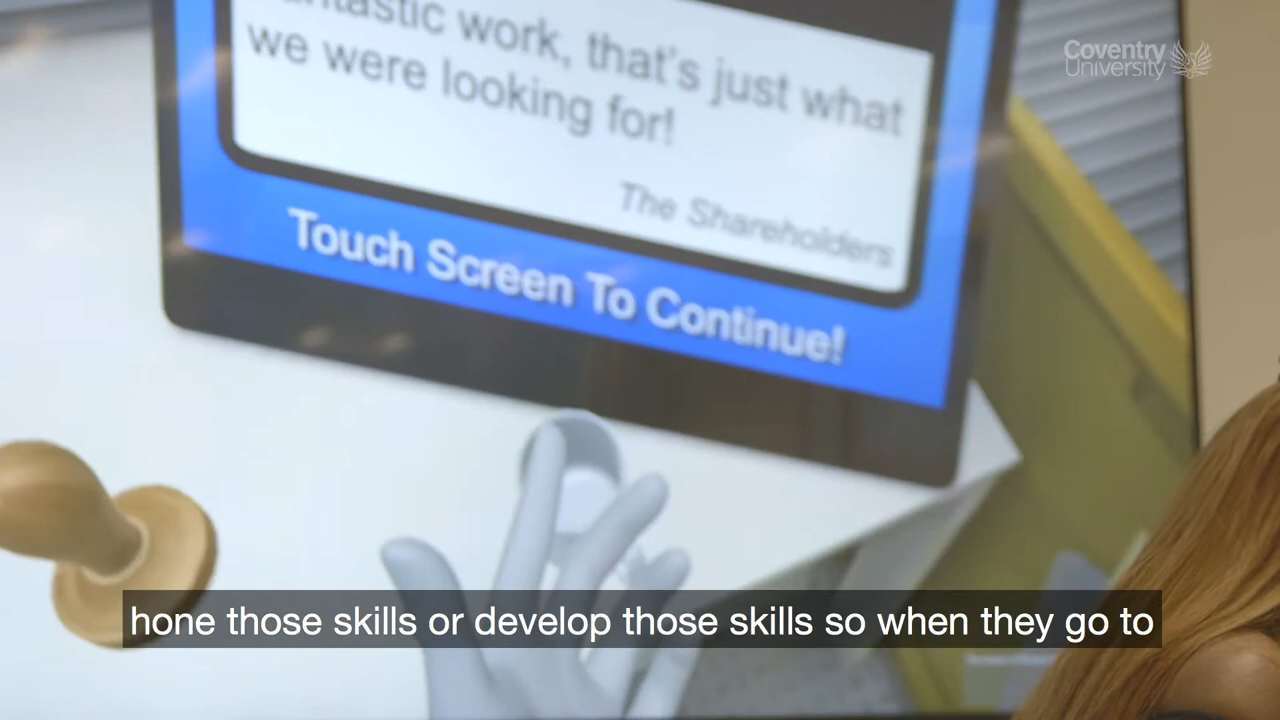 work, that's just what
we were looking for!
The Shareholders
Touch Screen To Continue!
Coventry
University
hone those skills or develop those skills so when they go to